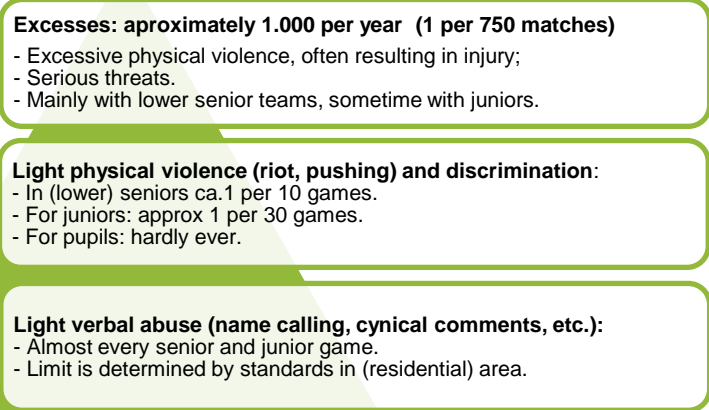 Excesses: aproximately 1.000 per year (1 per 750 matches)
- Excessive physical violence, often resulting in injury;
- Serious threats.
- Mainly with lower senior teams, sometime with juniors.
Light physical violence (riot, pushing) and discrimination:
- In (lower) seniors ca.1 per 10 games.
- For juniors: approx 1 per 30 games.
- For pupils: hardly ever.
Light verbal abuse (name calling, cynical comments, etc.):
- Almost every senior and junior game.
- Limit is determined by standards in (residential) area.